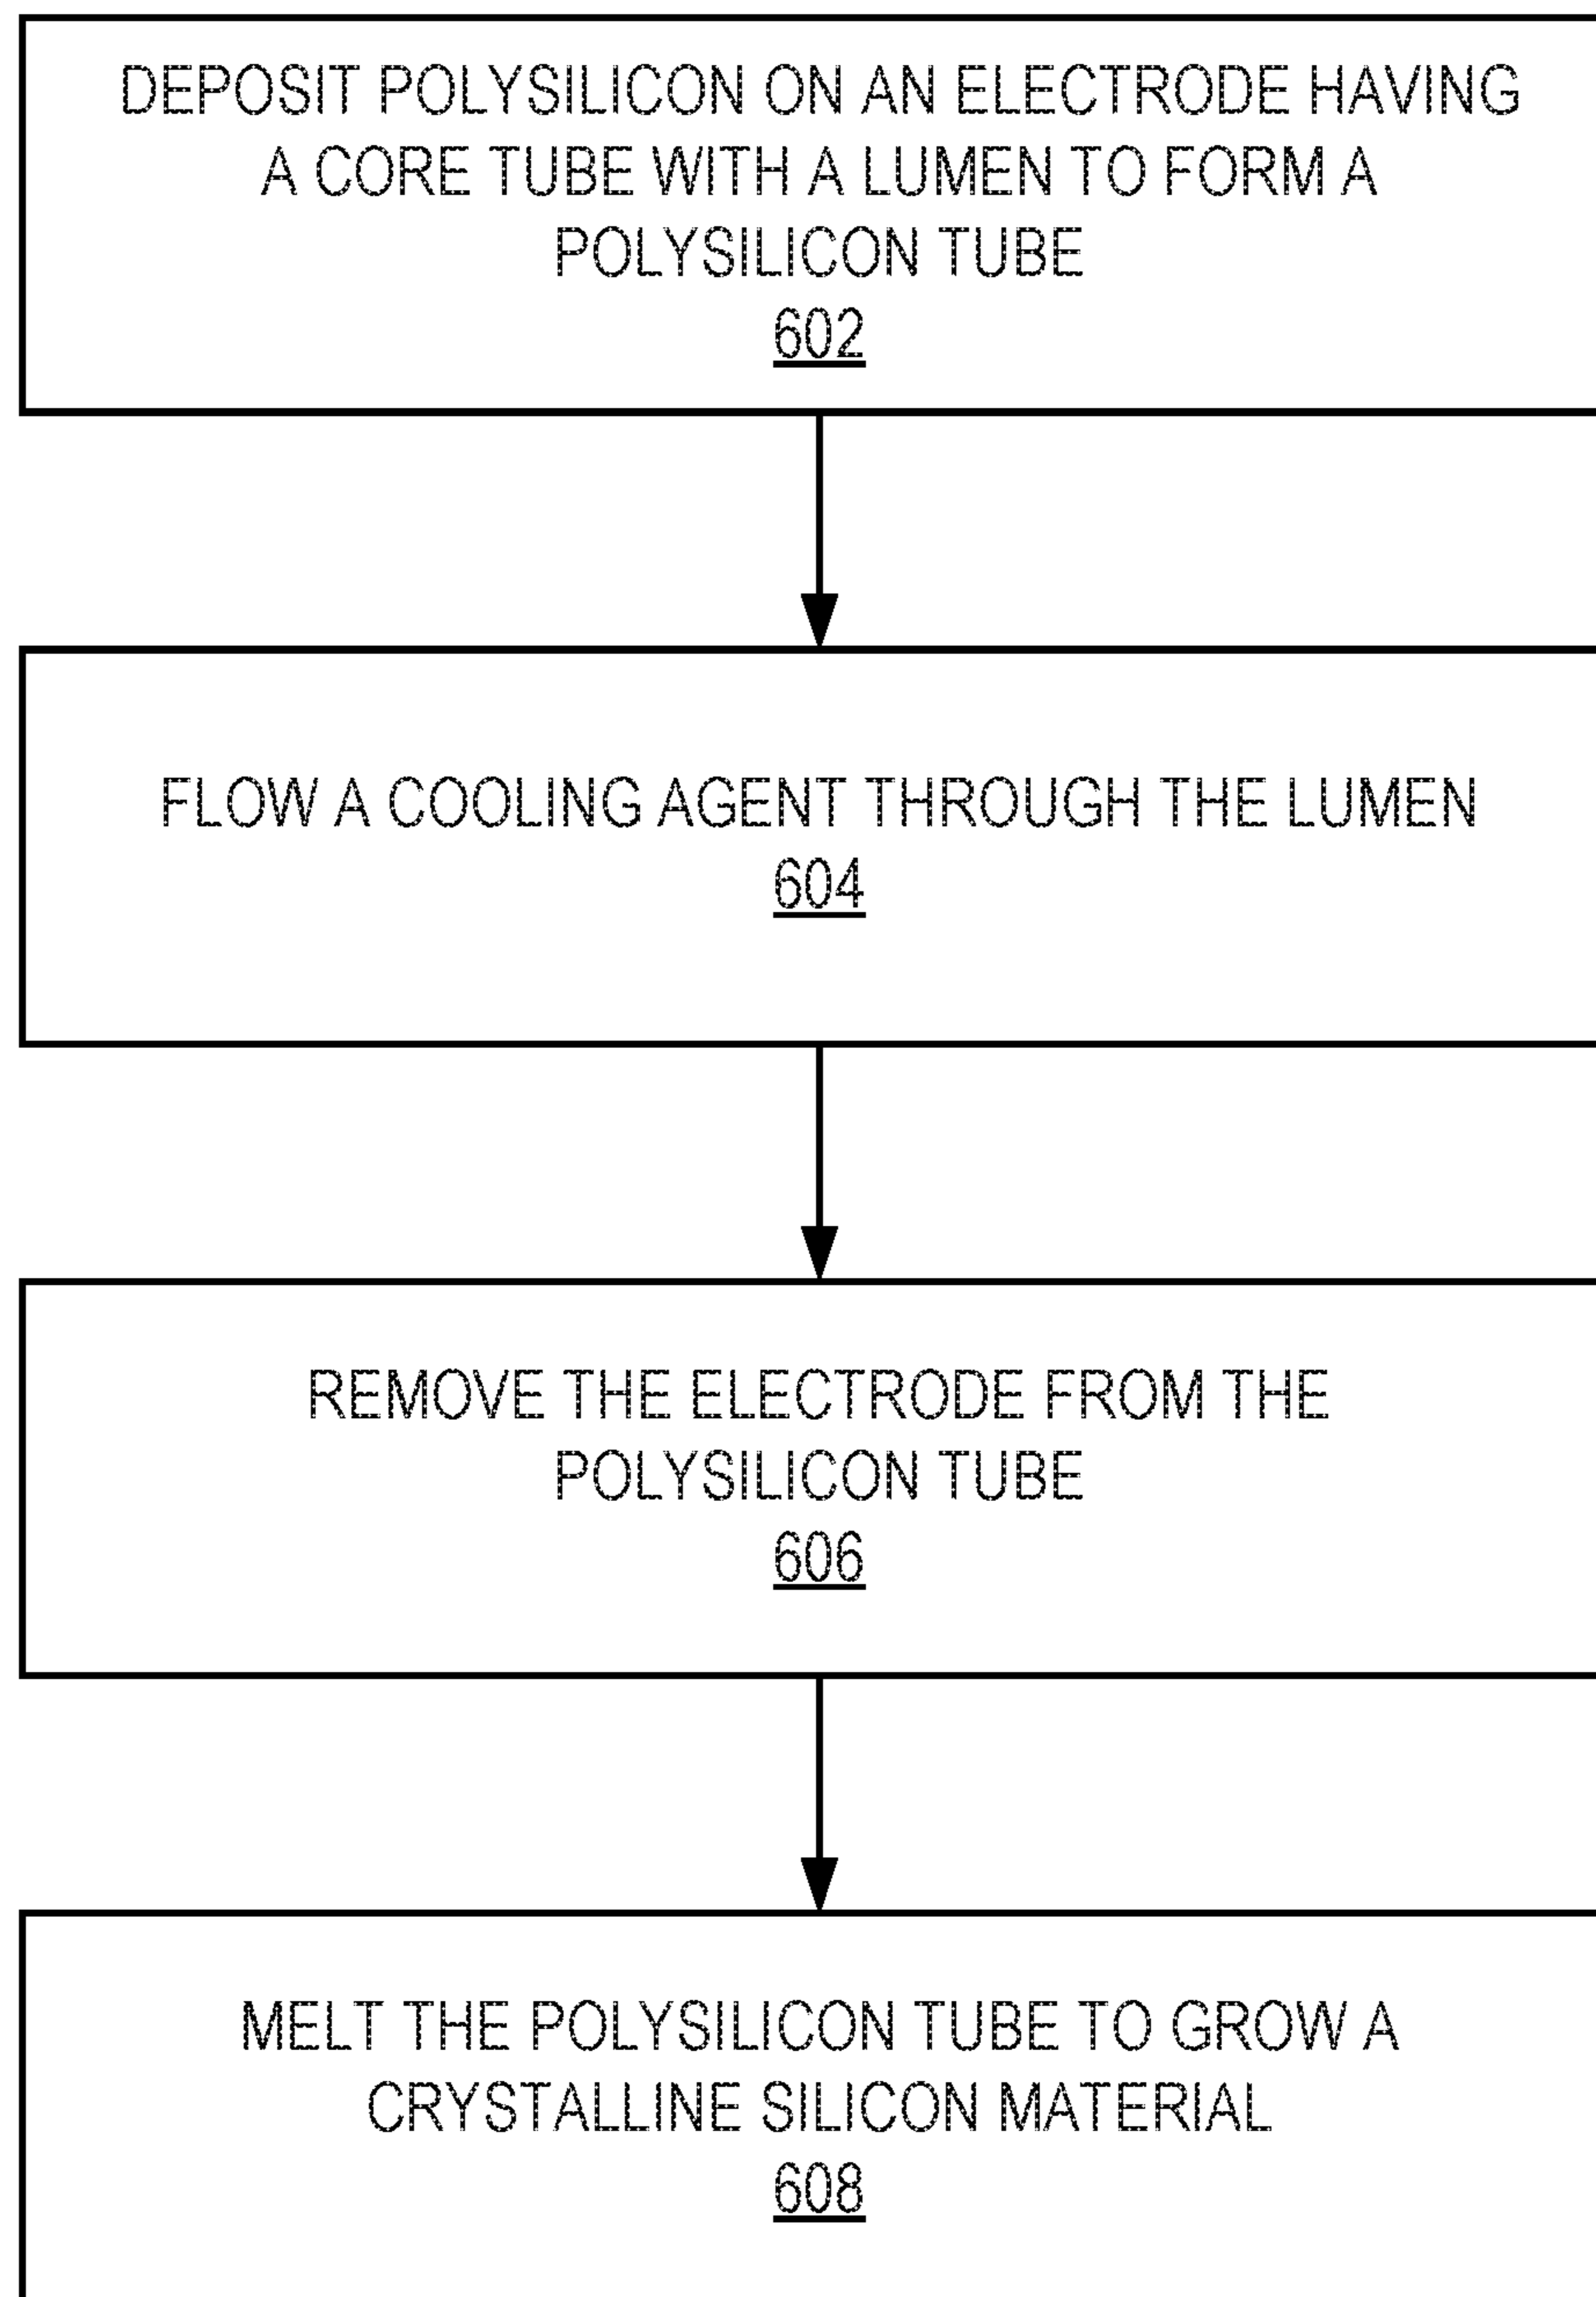 DEPOSIT POLYSILICON ON AN ELECTRODE HAVING
A CORE TUBE WITH A LUMEN TO FORM A
POLYSILICON TUBE
602
FLOW A COOLING AGENT THROUGH THE LUMEN
604
REMOVE THE ELECTRODE FROM THE
POLYSILICON TUBE
606
MELT THE POLYSILICON TUBE TO GROW A
CRYSTALLINE SILICON MATERIAL
608